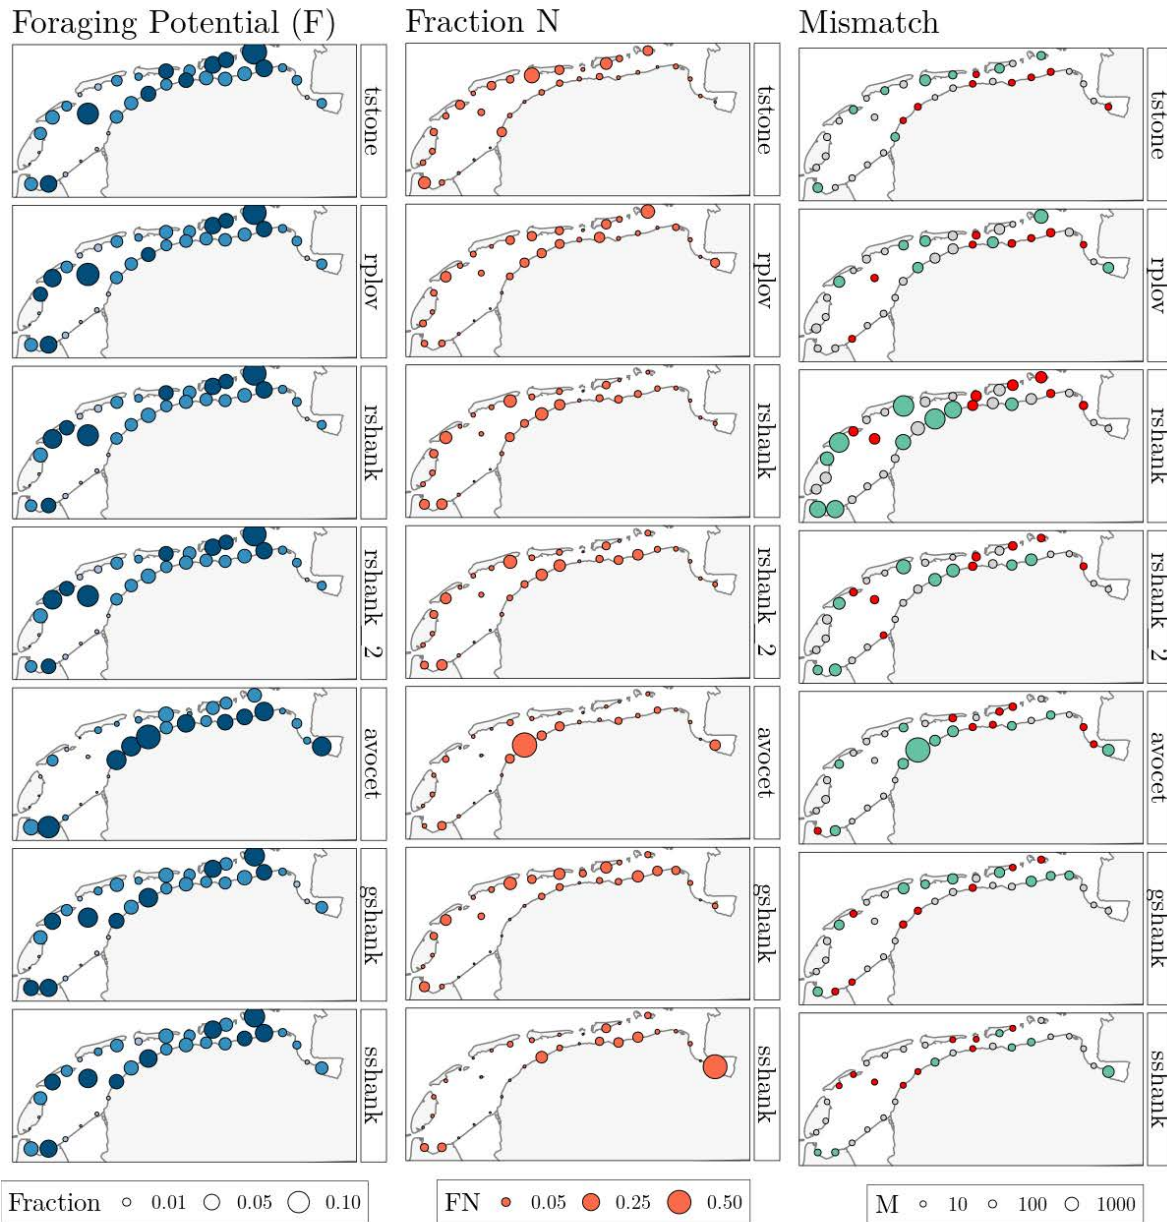 Foraging Potential (F)
Fraction N
Mismatch
tstone
tstone
tstone
rplov
rplov
rplov
rshank
rshank
rshank
rshank_2
rshank_2
rshank_2
avocet
avocet
avocet
gshank
gshank
gshank
sshank
sshank
sshank
Fraction 0.01 0.05 0.10
FN 0.05 0.25 0.50
M 10 100 1000